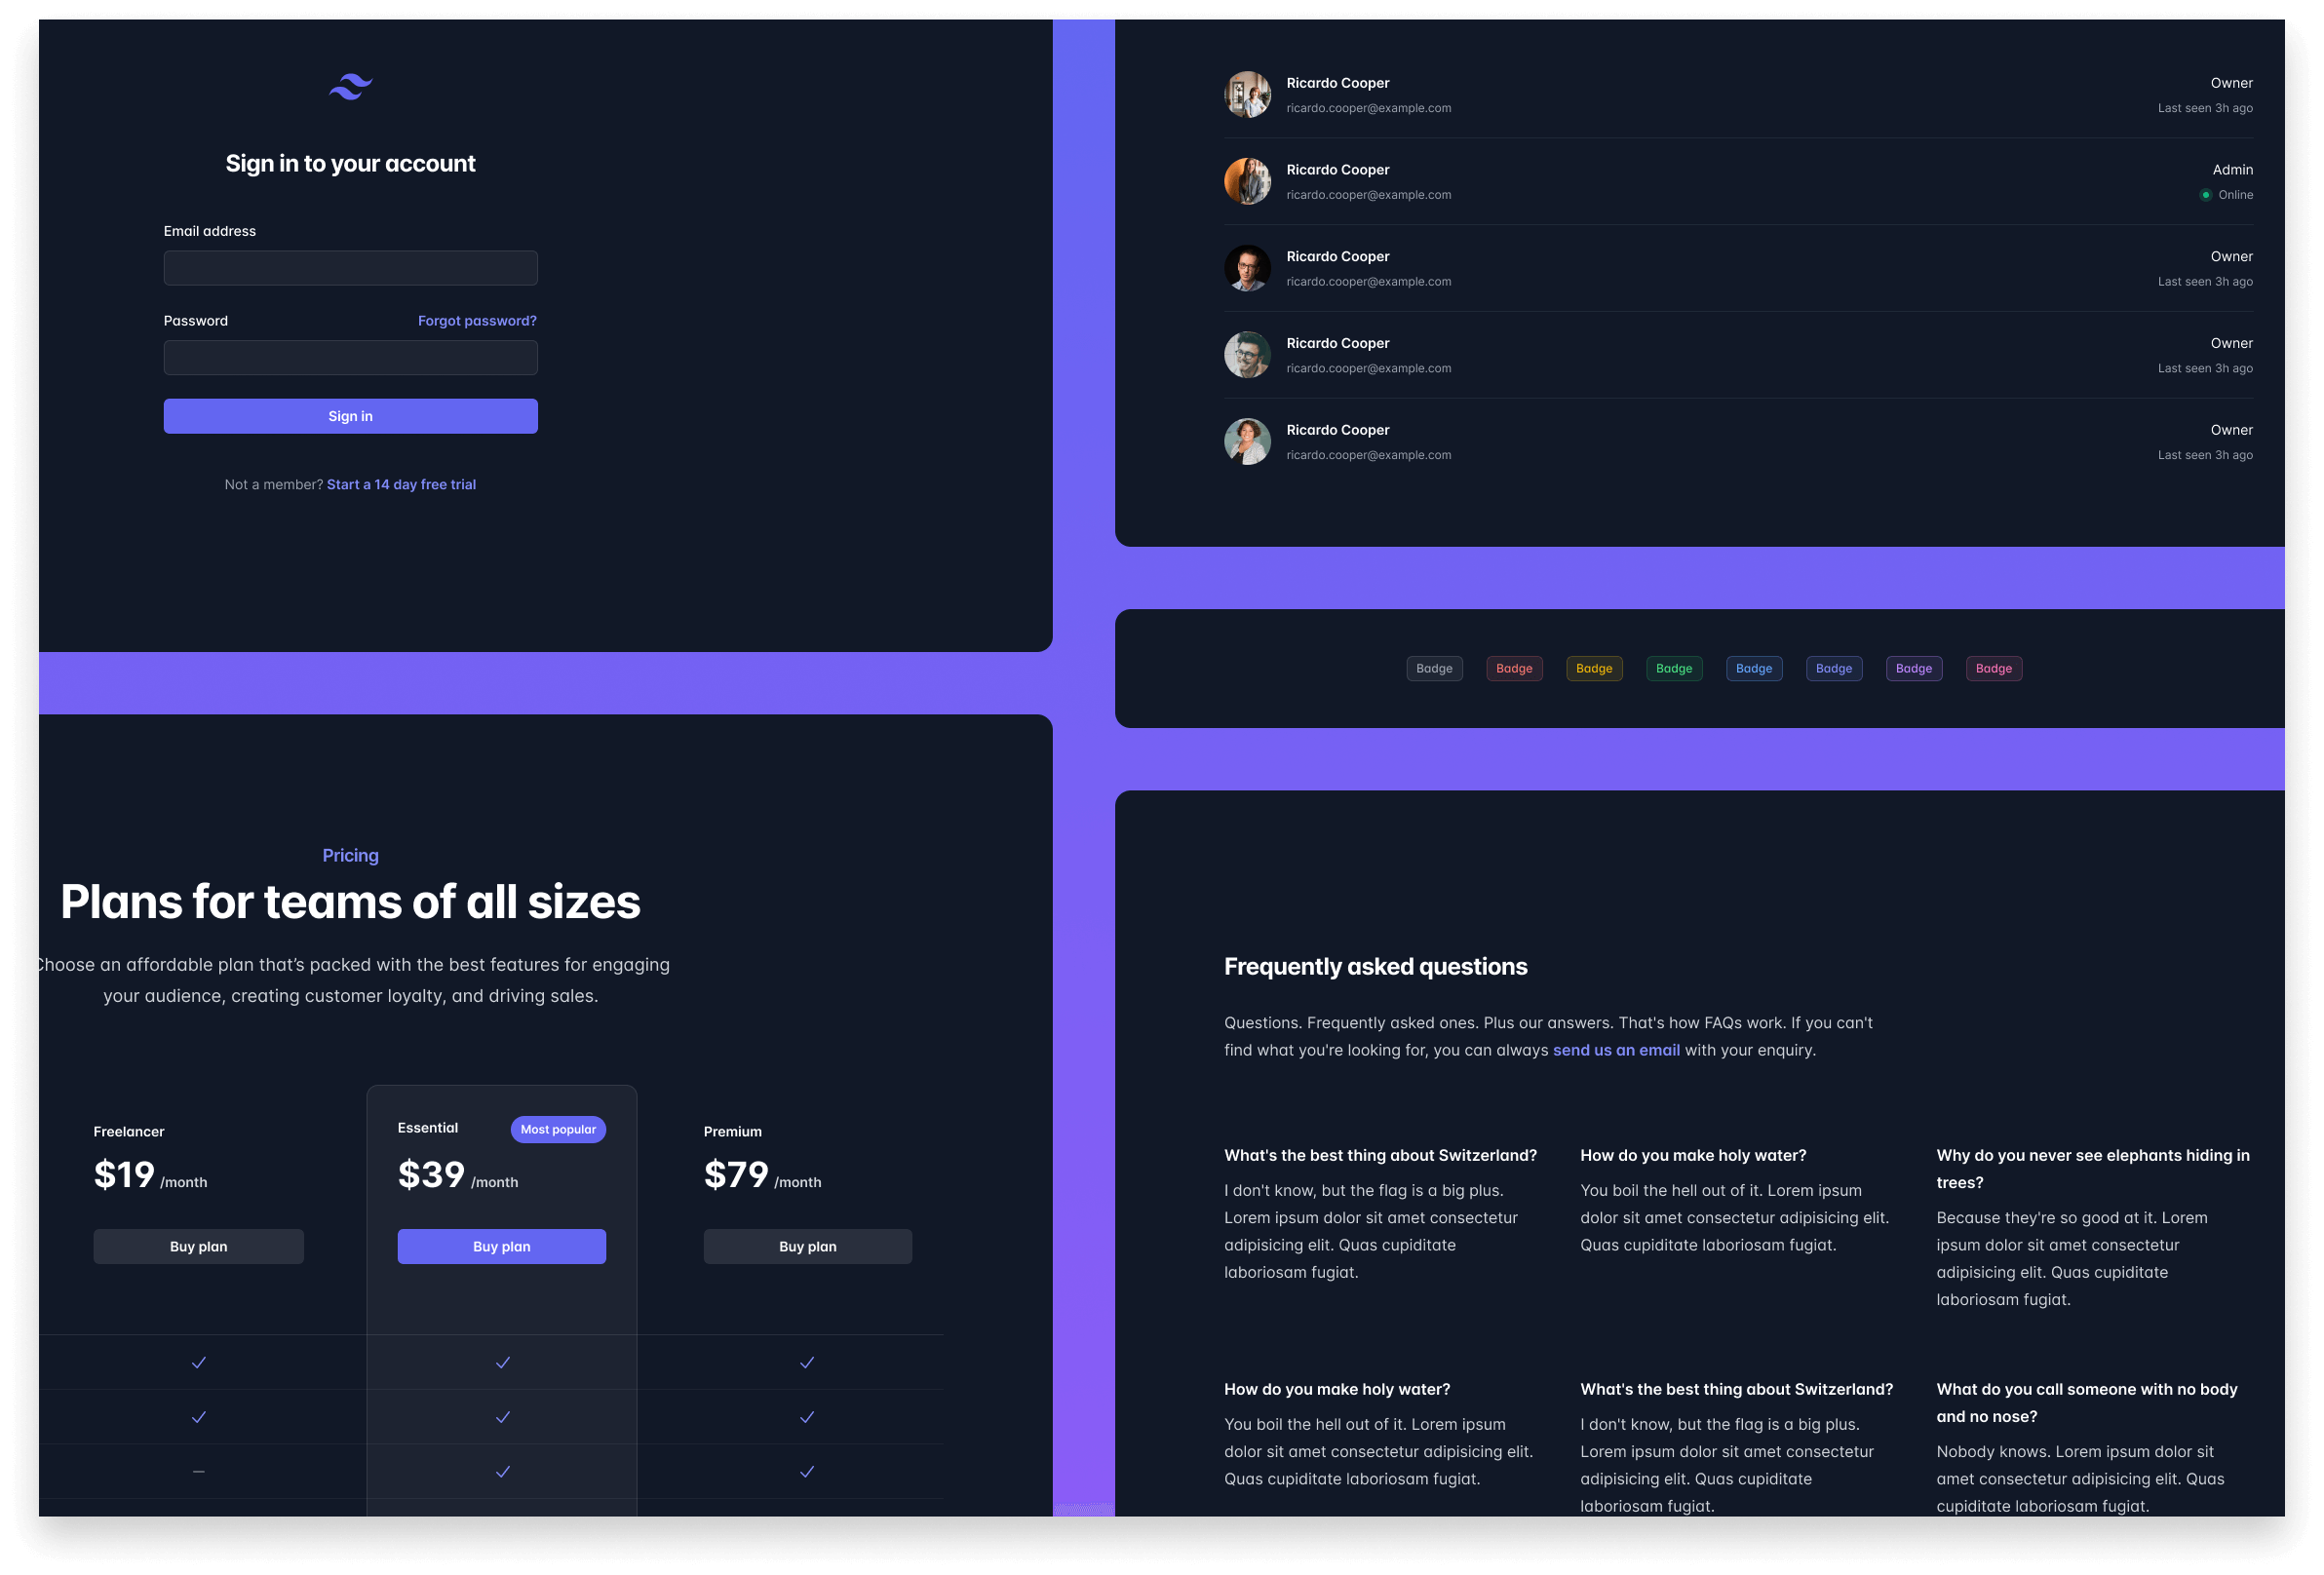 Sign in to your account
Email address
Password
Forgot password?
Sign in
Not a member? Start a 14 day free trial
Ricardo Cooper
ricardo.cooper@example.com
Owner
Last seen 3h ago
Ricardo Cooper
ricardo.cooper@example.com
Admin
Online
Ricardo Cooper
ricardo.cooper@example.com
Owner
Last seen 3h ago
Ricardo Cooper
ricardo.cooper@example.com
Owner
Last seen 3h ago
Ricardo Cooper
ricardo.cooper@example.com
Owner
Last seen 3h ago
Badge Badge Badge Badge Badge Badge Badge Badge
Pricing
Plans for teams of all sizes
Choose an affordable plan that’s packed with the best features for engaging
your audience, creating customer loyalty, and driving sales.
Freelancer
$19 /month
Buy plan
Essential
Most popular
$39 /month
Buy plan
Premium
$79 /month
Buy plan
Frequently asked questions
Questions. Frequently asked ones. Plus our answers. That's how FAQs work. If you can't
find what you're looking for, you can always send us an email with your enquiry.
What's the best thing about Switzerland?
I don't know, but the flag is a big plus.
Lorem ipsum dolor sit amet consectetur
adipisicing elit. Quas cupiditate
laboriosam fugiat.
How do you make holy water?
You boil the hell out of it. Lorem ipsum
dolor sit amet consectetur adipisicing elit.
Quas cupiditate laboriosam fugiat.
Why do you never see elephants hiding in
trees?
Because they're so good at it. Lorem
ipsum dolor sit amet consectetur
adipisicing elit. Quas cupiditate
laboriosam fugiat.
How do you make holy water?
You boil the hell out of it. Lorem ipsum
dolor sit amet consectetur adipisicing elit.
Quas cupiditate laboriosam fugiat.
What's the best thing about Switzerland?
I don't know, but the flag is a big plus.
Lorem ipsum dolor sit amet consectetur
adipisicing elit. Quas cupiditate
laboriosam fugiat.
What do you call someone with no body
and no nose?
Nobody knows. Lorem ipsum dolor sit
amet consectetur adipisicing elit. Quas
cupiditate laboriosam fugiat.